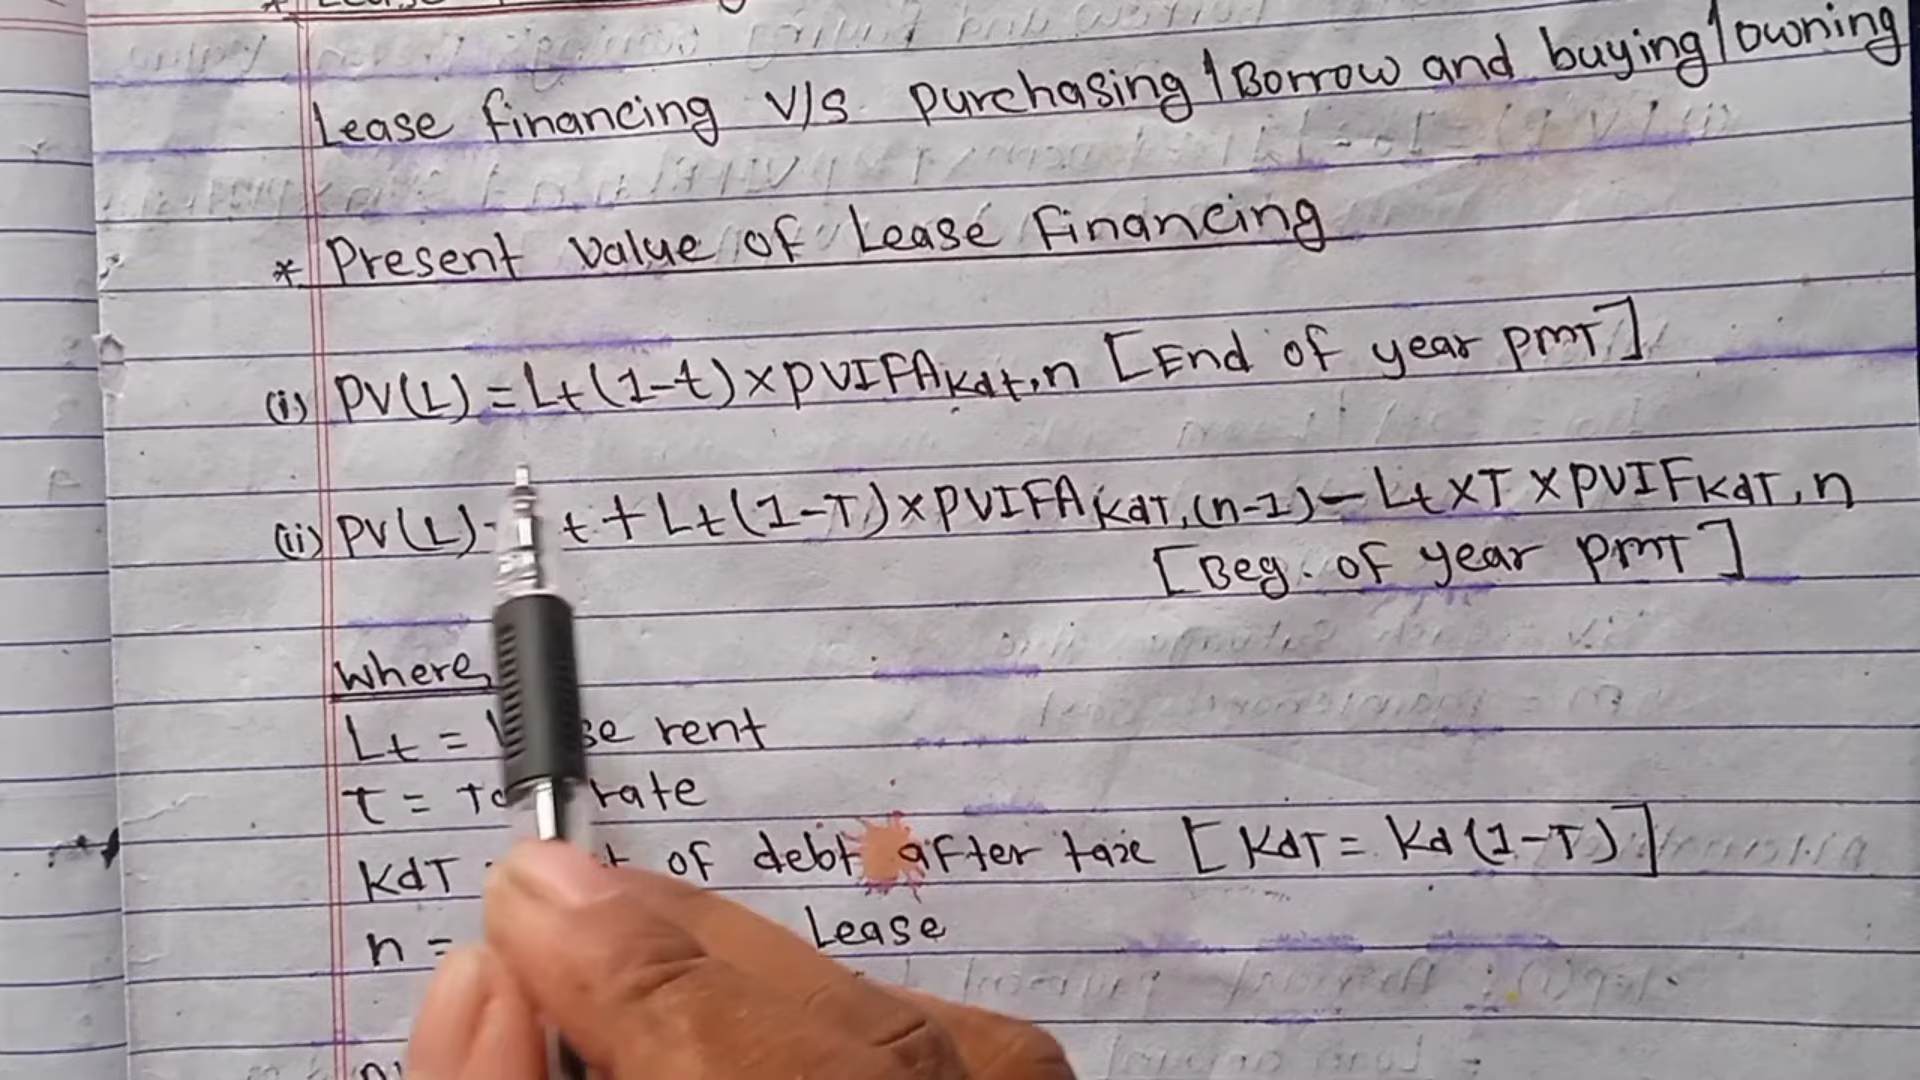 Lease financing V/S purchasing/Borrow and buying/owning
* Present value of Lease Financing
(i) PV(L) = Lt(1-t)×PVIFAKdt,n [End of year PMT]
(ii) PV(L) t + Lt(1-T)×PVIFAKdT,(n-1) - Lt×T×PVIFKdT,n
[Beg. of year PMT]
Where,
Lt = rent
T = rate
KdT of debt after taxe [KdT = Kd(1-T)]
n = Lease